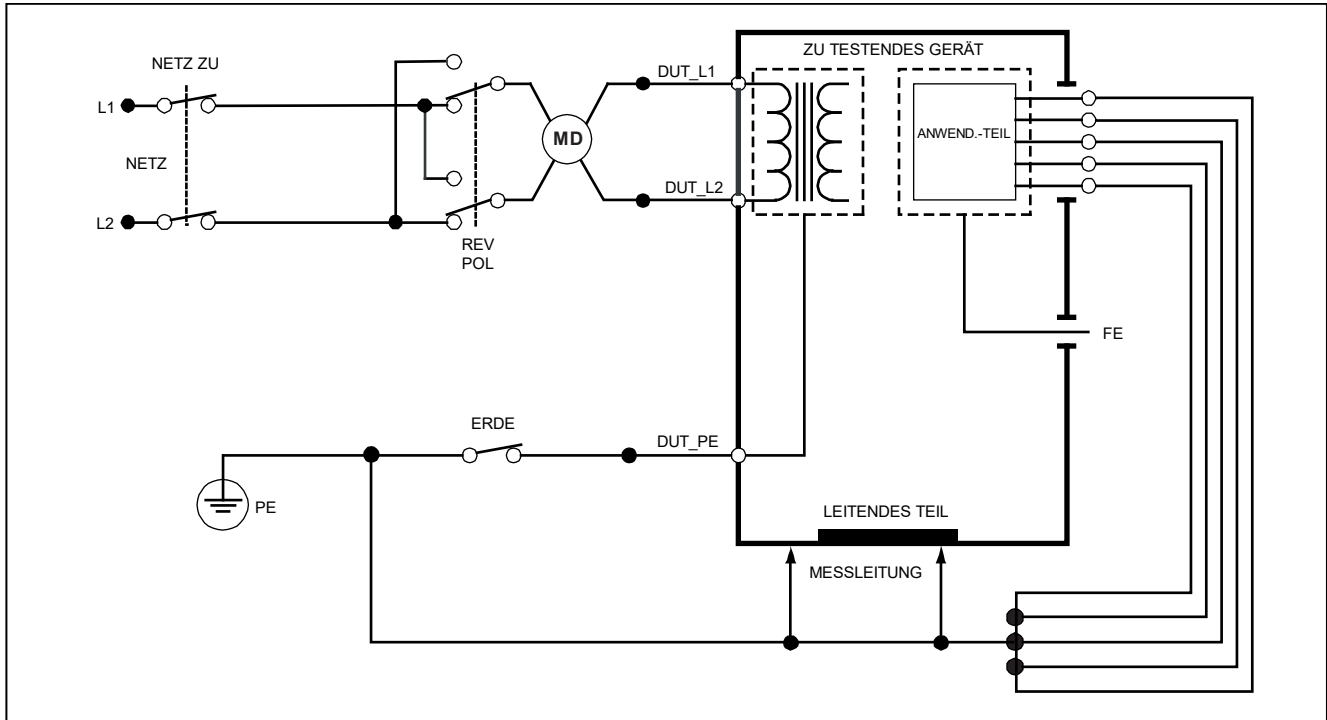 ZU TESTENDES GERÄT
NETZ ZU
DUT_L1
L1
ANWEND.-TEIL
MD
NETZ
DUT_L2
L2
REV
POL
FE
ERDE
DUT_PE
PE
LEITENDES TEIL
MESSLEITUNG